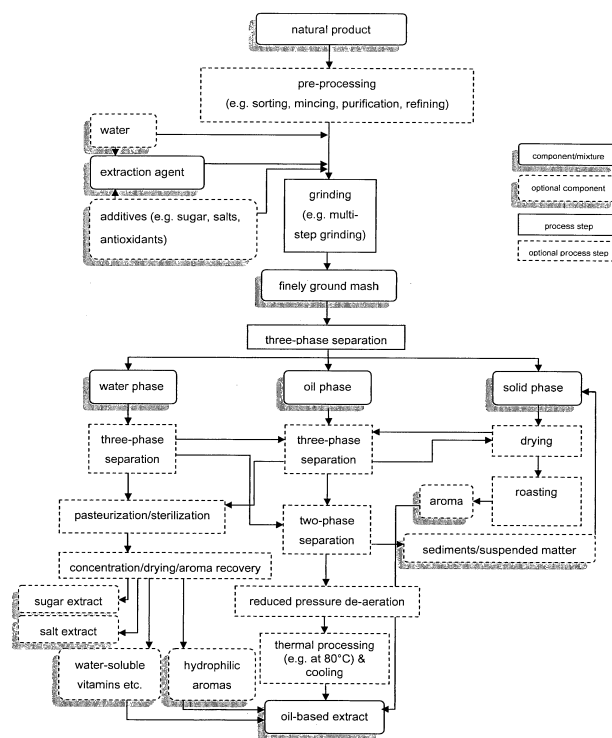 natural product
pre-processing
(e.g. sorting, mincing, purification, refining)
water
extraction agent
additives (e.g. sugar, salts,
antioxidants)
grinding
(e.g. multi-
step grinding)
component/mixture
optional component
process step
optional process step
finely ground mash
three-phase separation
water phase
oil phase
solid phase
three-phase
separation
three-phase
separation
drying
roasting
aroma
pasteurization/sterilization
two-phase
separation
sediments/suspended matter
concentration/drying/aroma recovery
sugar extract
salt extract
reduced pressure de-aeration
water-soluble
vitamins etc.
hydrophilic
aromas
thermal processing
(e.g. at 80°C) &
cooling
oil-based extract